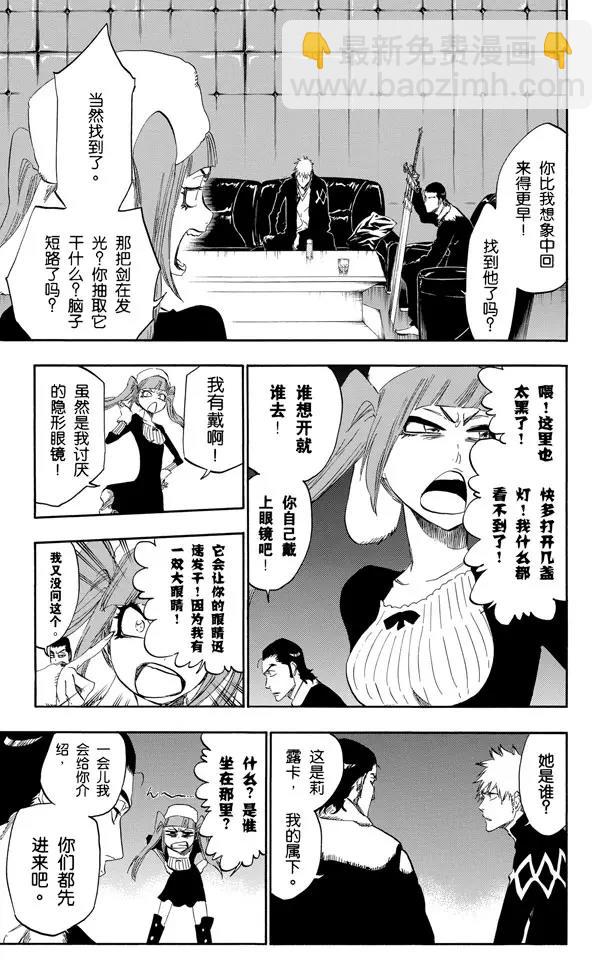 最新免费漫画
www.baozimh.com
你比我想象中回
来得更早！
找到他了吗？
当然找到了。
那把剑在发
光？你抽取它
干什么？脑子
短路了吗？
喂！这里也
太黑了！
快多打开几盏
灯！我什么都
看不到了！
谁想开就
谁去！
你自己戴
上眼镜吧！
我有戴啊！
虽然是我讨厌
的隐形眼镜！
它会让你的眼睛迅
速发干！因为我有
一双大眼睛！
我又没问这个。
她是谁？
这是莉
露卡，
我的属下。
什么？是谁
坐在那里？
一会儿我
会给你介
绍，
你们都先
进来吧。